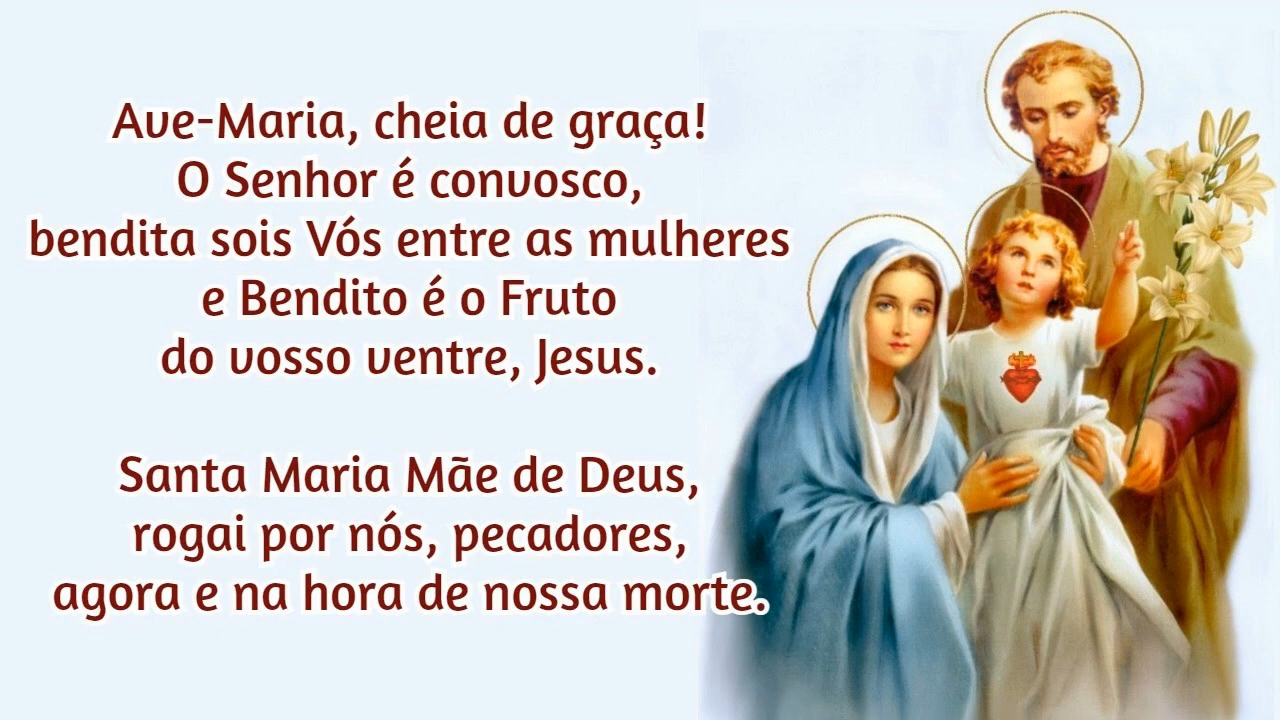 Ave-Maria, cheia de graça!
O Senhor é convosco,
bendita sois Vós entre as mulheres
e Bendito é o Fruto
do vosso ventre, Jesus.
Santa Maria Mãe de Deus,
rogai por nós, pecadores,
agora e na hora de nossa morte.